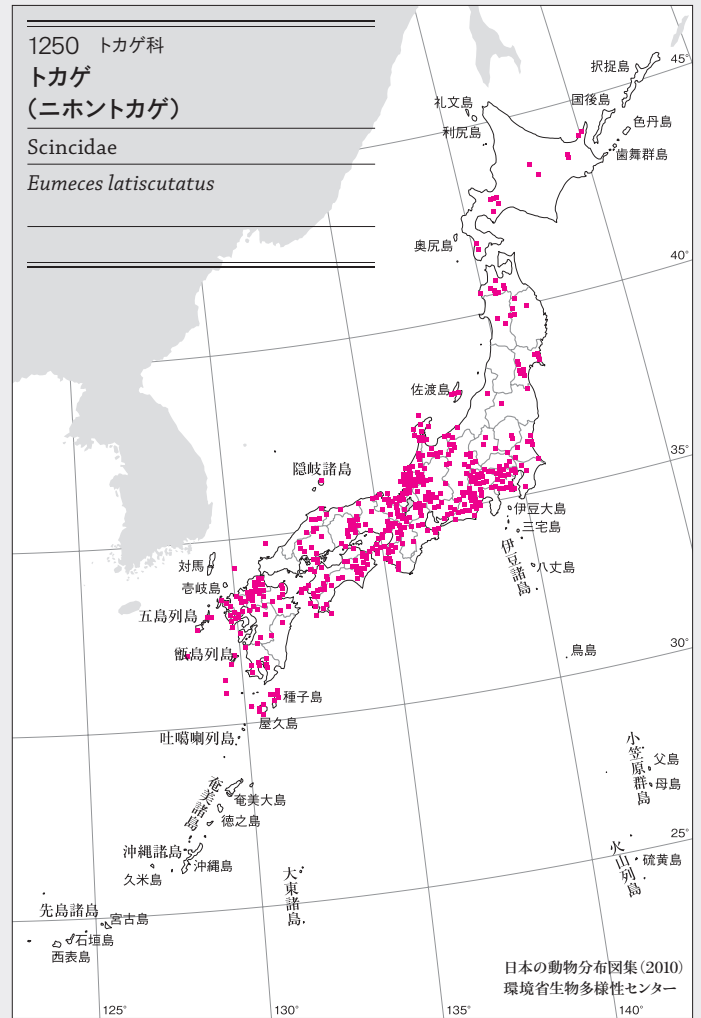 1250 トカゲ科
トカゲ
（ニホントカゲ）
Scincidae
Eumeces latiscutatus
択捉島
45°
礼文島
国後島
色丹島
利尻島
歯舞群島
奥尻島
40°
佐渡島
35°
隠岐諸島
伊豆大島
三宅島
伊豆諸島
八丈島
対馬
壱岐島
五島列島
甑島列島
鳥島
30°
種子島
屋久島
吐噶喇列島
小笠原群島
父島
母島
奄美諸島
奄美大島
徳之島
25°
沖縄諸島
沖縄島
久米島
火山列島
硫黄島
大東諸島
先島諸島
宮古島
石垣島
西表島
日本の動物分布図集（2010）
環境省生物多様性センター
125°
130°
135°
140°